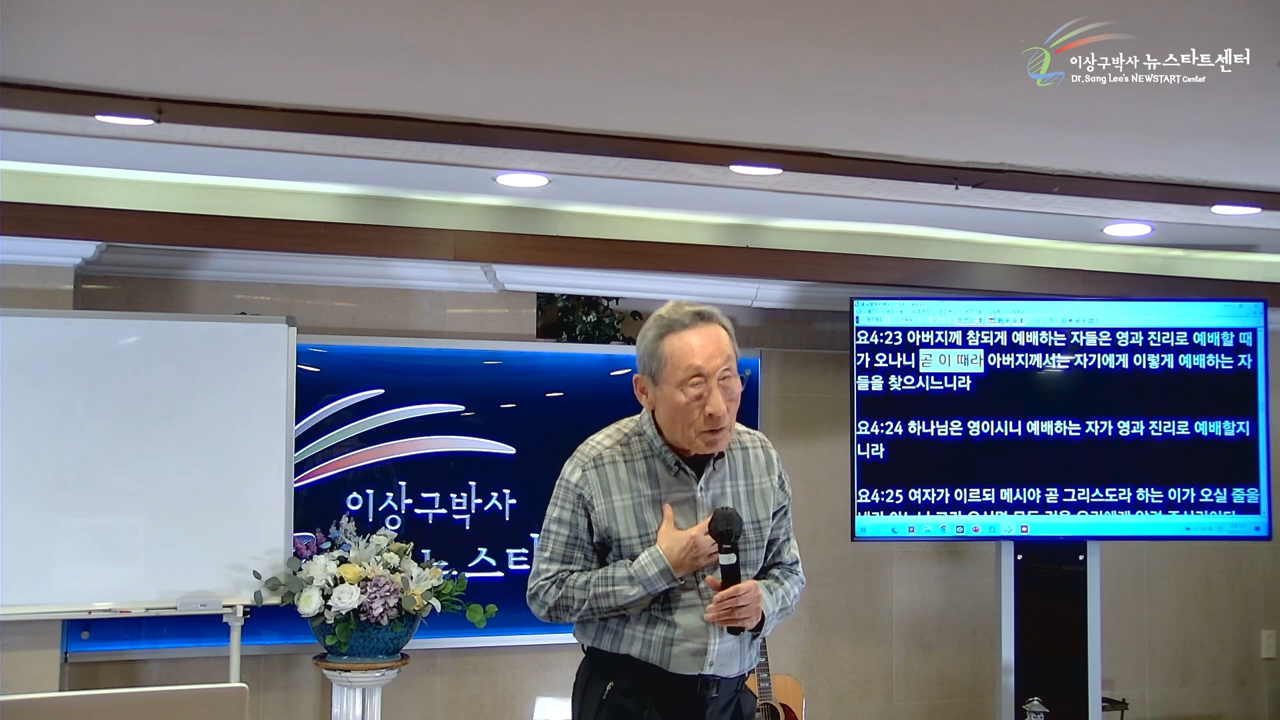 이상구박사 뉴스타트센터
Dr. Sang Lee's NEWSTART Center
이상구박사
뉴스타
요4:23 아버지께 참되게 예배하는 자들은 영과 진리로 예배할 때
가 오나니 곧 이 때라 아버지께서는 자기에게 이렇게 예배하는 자
들을 찾으시느니라
요4:24 하나님은 영이시니 예배하는 자가 영과 진리로 예배할지
니라
요4:25 여자가 이르되 메시야 곧 그리스도라 하는 이가 오실 줄을